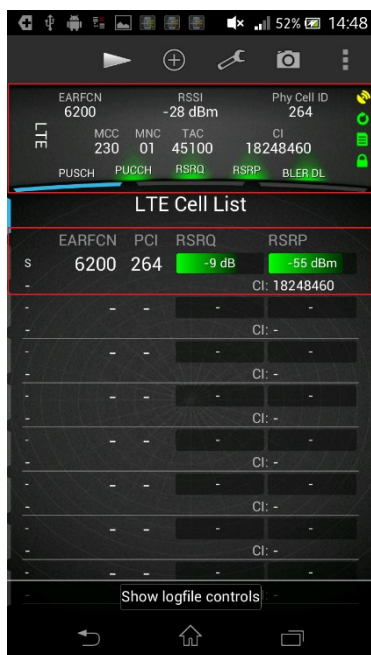 52% 14:48
EARFCN RSSI Phy Cell ID
6200 -28 dBm 264
LTE
MCC MNC TAC CI
230 01 45100 18248460
PUSCH PUCCH RSRQ RSRP BLER DL
LTE Cell List
EARFCN PCI RSRQ RSRP
S 6200 264 -9 dB -55 dBm
- CI: 18248460
- - - - -
- CI: -
- - - - -
- CI: -
- - - - -
- CI: -
- - - - -
- CI: -
- - - - -
- CI: -
- - - - -
- CI: -
- - - - -
Show logfile controls